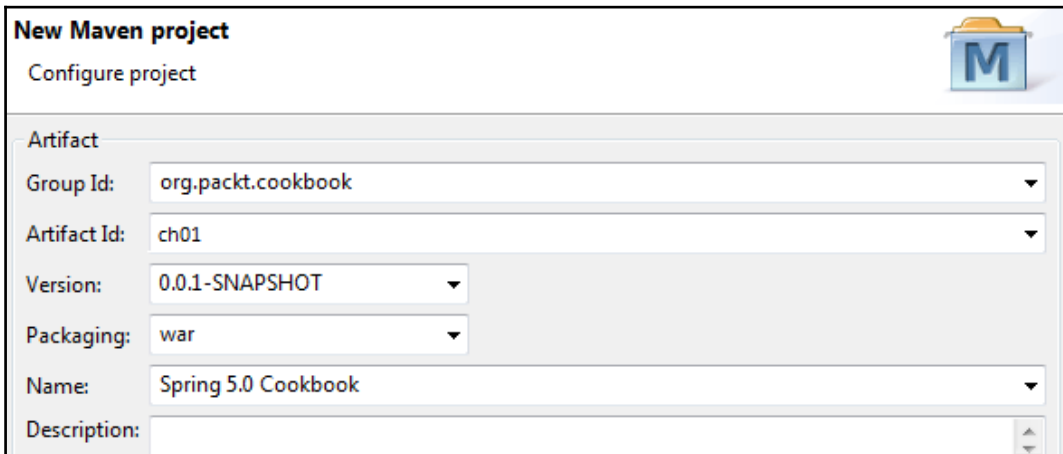 New Maven project
Configure project
M
Artifact
Group Id: org.packt.cookbook
Artifact Id: ch01
Version: 0.0.1-SNAPSHOT
Packaging: war
Name: Spring 5.0 Cookbook
Description: